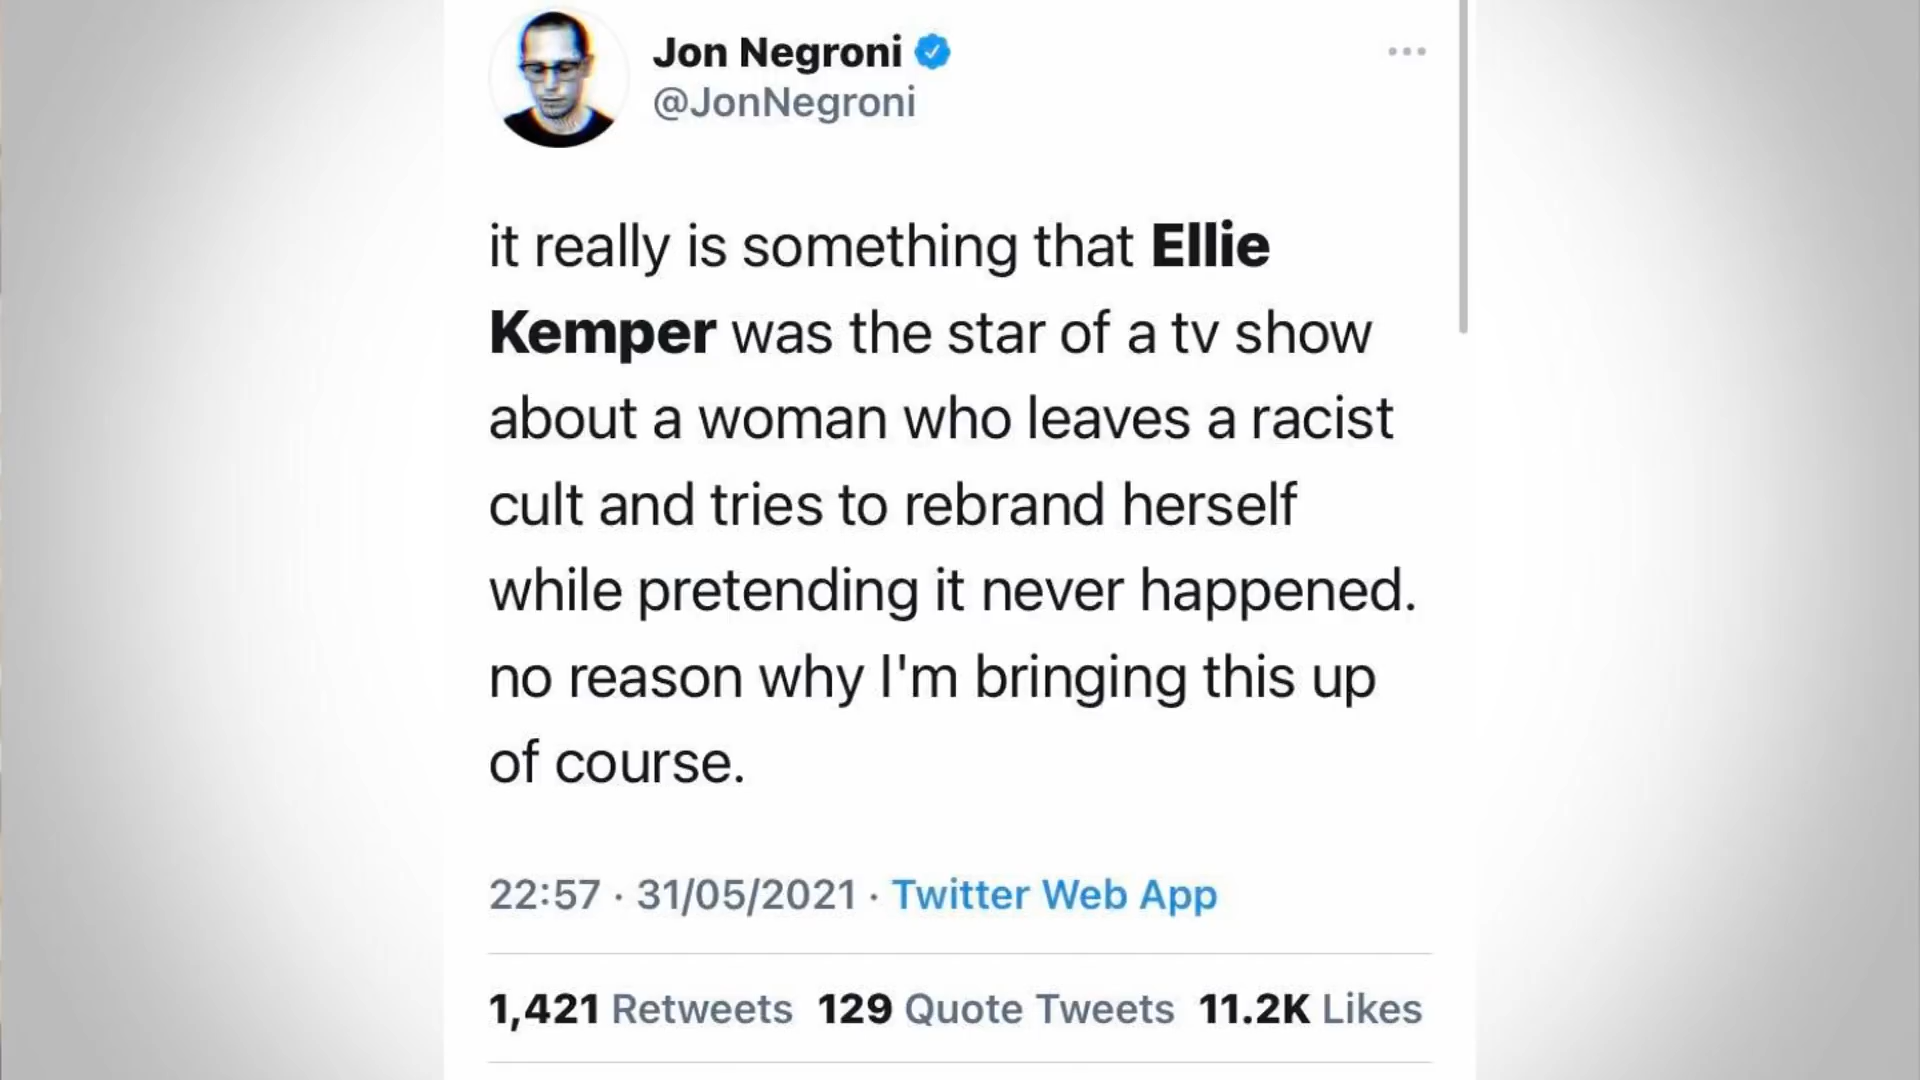 Jon Negroni
@JonNegroni
it really is something that Ellie
Kemper was the star of a tv show
about a woman who leaves a racist
cult and tries to rebrand herself
while pretending it never happened.
no reason why I'm bringing this up
of course.
22:57 · 31/05/2021 · Twitter Web App
1,421 Retweets 129 Quote Tweets 11.2K Likes